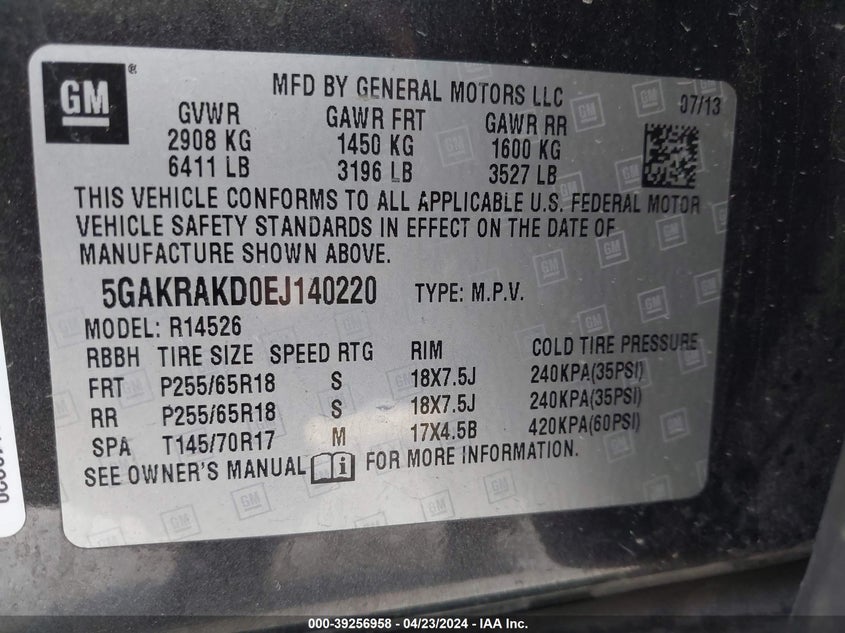 GM®
MFD BY GENERAL MOTORS LLC
07/13
GVWR GAWR FRT GAWR RR
2908 KG 1450 KG 1600 KG
6411 LB 3196 LB 3527 LB
THIS VEHICLE CONFORMS TO ALL APPLICABLE U.S. FEDERAL MOTOR
VEHICLE SAFETY STANDARDS IN EFFECT ON THE DATE OF
MANUFACTURE SHOWN ABOVE.
5GAKRAKD0EJ140220 TYPE: M.P.V.
MODEL: R14526
RBBH TIRE SIZE SPEED RTG RIM COLD TIRE PRESSURE
FRT P255/65R18 S 18X7.5J 240KPA(35PSI)
RR P255/65R18 S 18X7.5J 240KPA(35PSI)
SPA T145/70R17 M 17X4.5B 420KPA(60PSI)
SEE OWNER'S MANUAL i FOR MORE INFORMATION.
000-39256958 - 04/23/2024 - IAA Inc.